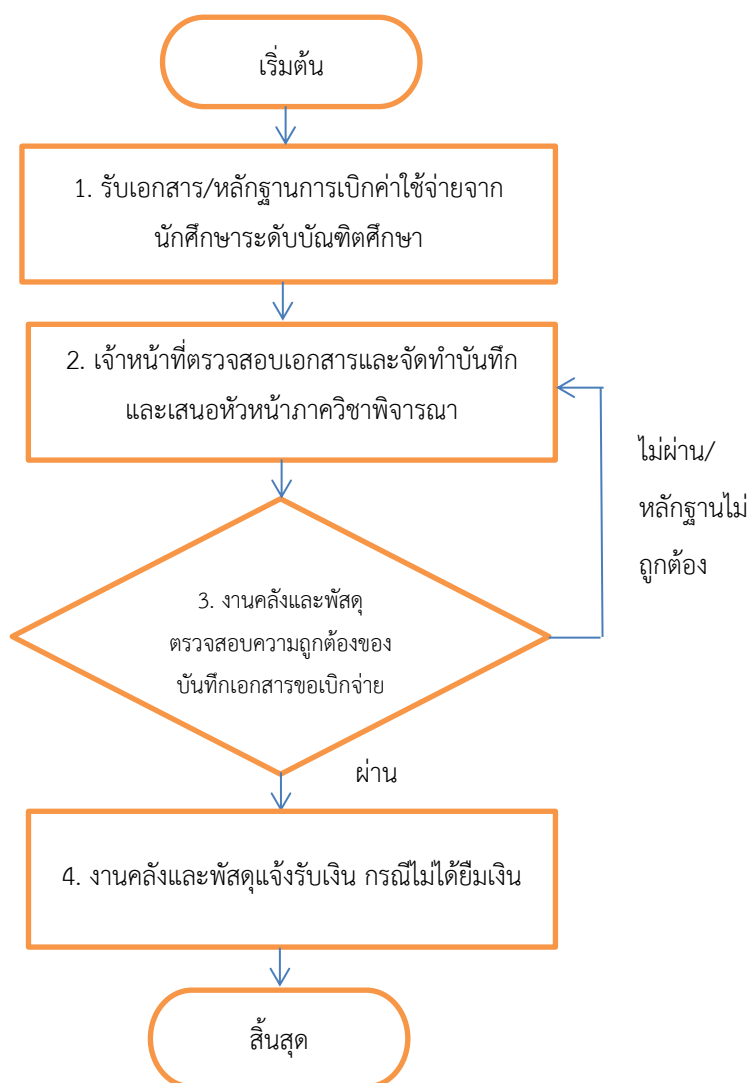 เริ่มต้น
1. รับเอกสาร/หลักฐานการเบิกค่าใช้จ่ายจาก
นักศึกษาระดับบัณฑิตศึกษา
2. เจ้าหน้าที่ตรวจสอบเอกสารและจัดทำบันทึก
และเสนอหัวหน้าภาควิชาพิจารณา
ไม่ผ่าน/
หลักฐานไม่
ถูกต้อง
3. งานคลังและพัสดุ
ตรวจสอบความถูกต้องของ
บันทึกเอกสารขอเบิกจ่าย
ผ่าน
4. งานคลังและพัสดุแจ้งรับเงิน กรณีไม่ได้ยืมเงิน
สิ้นสุด